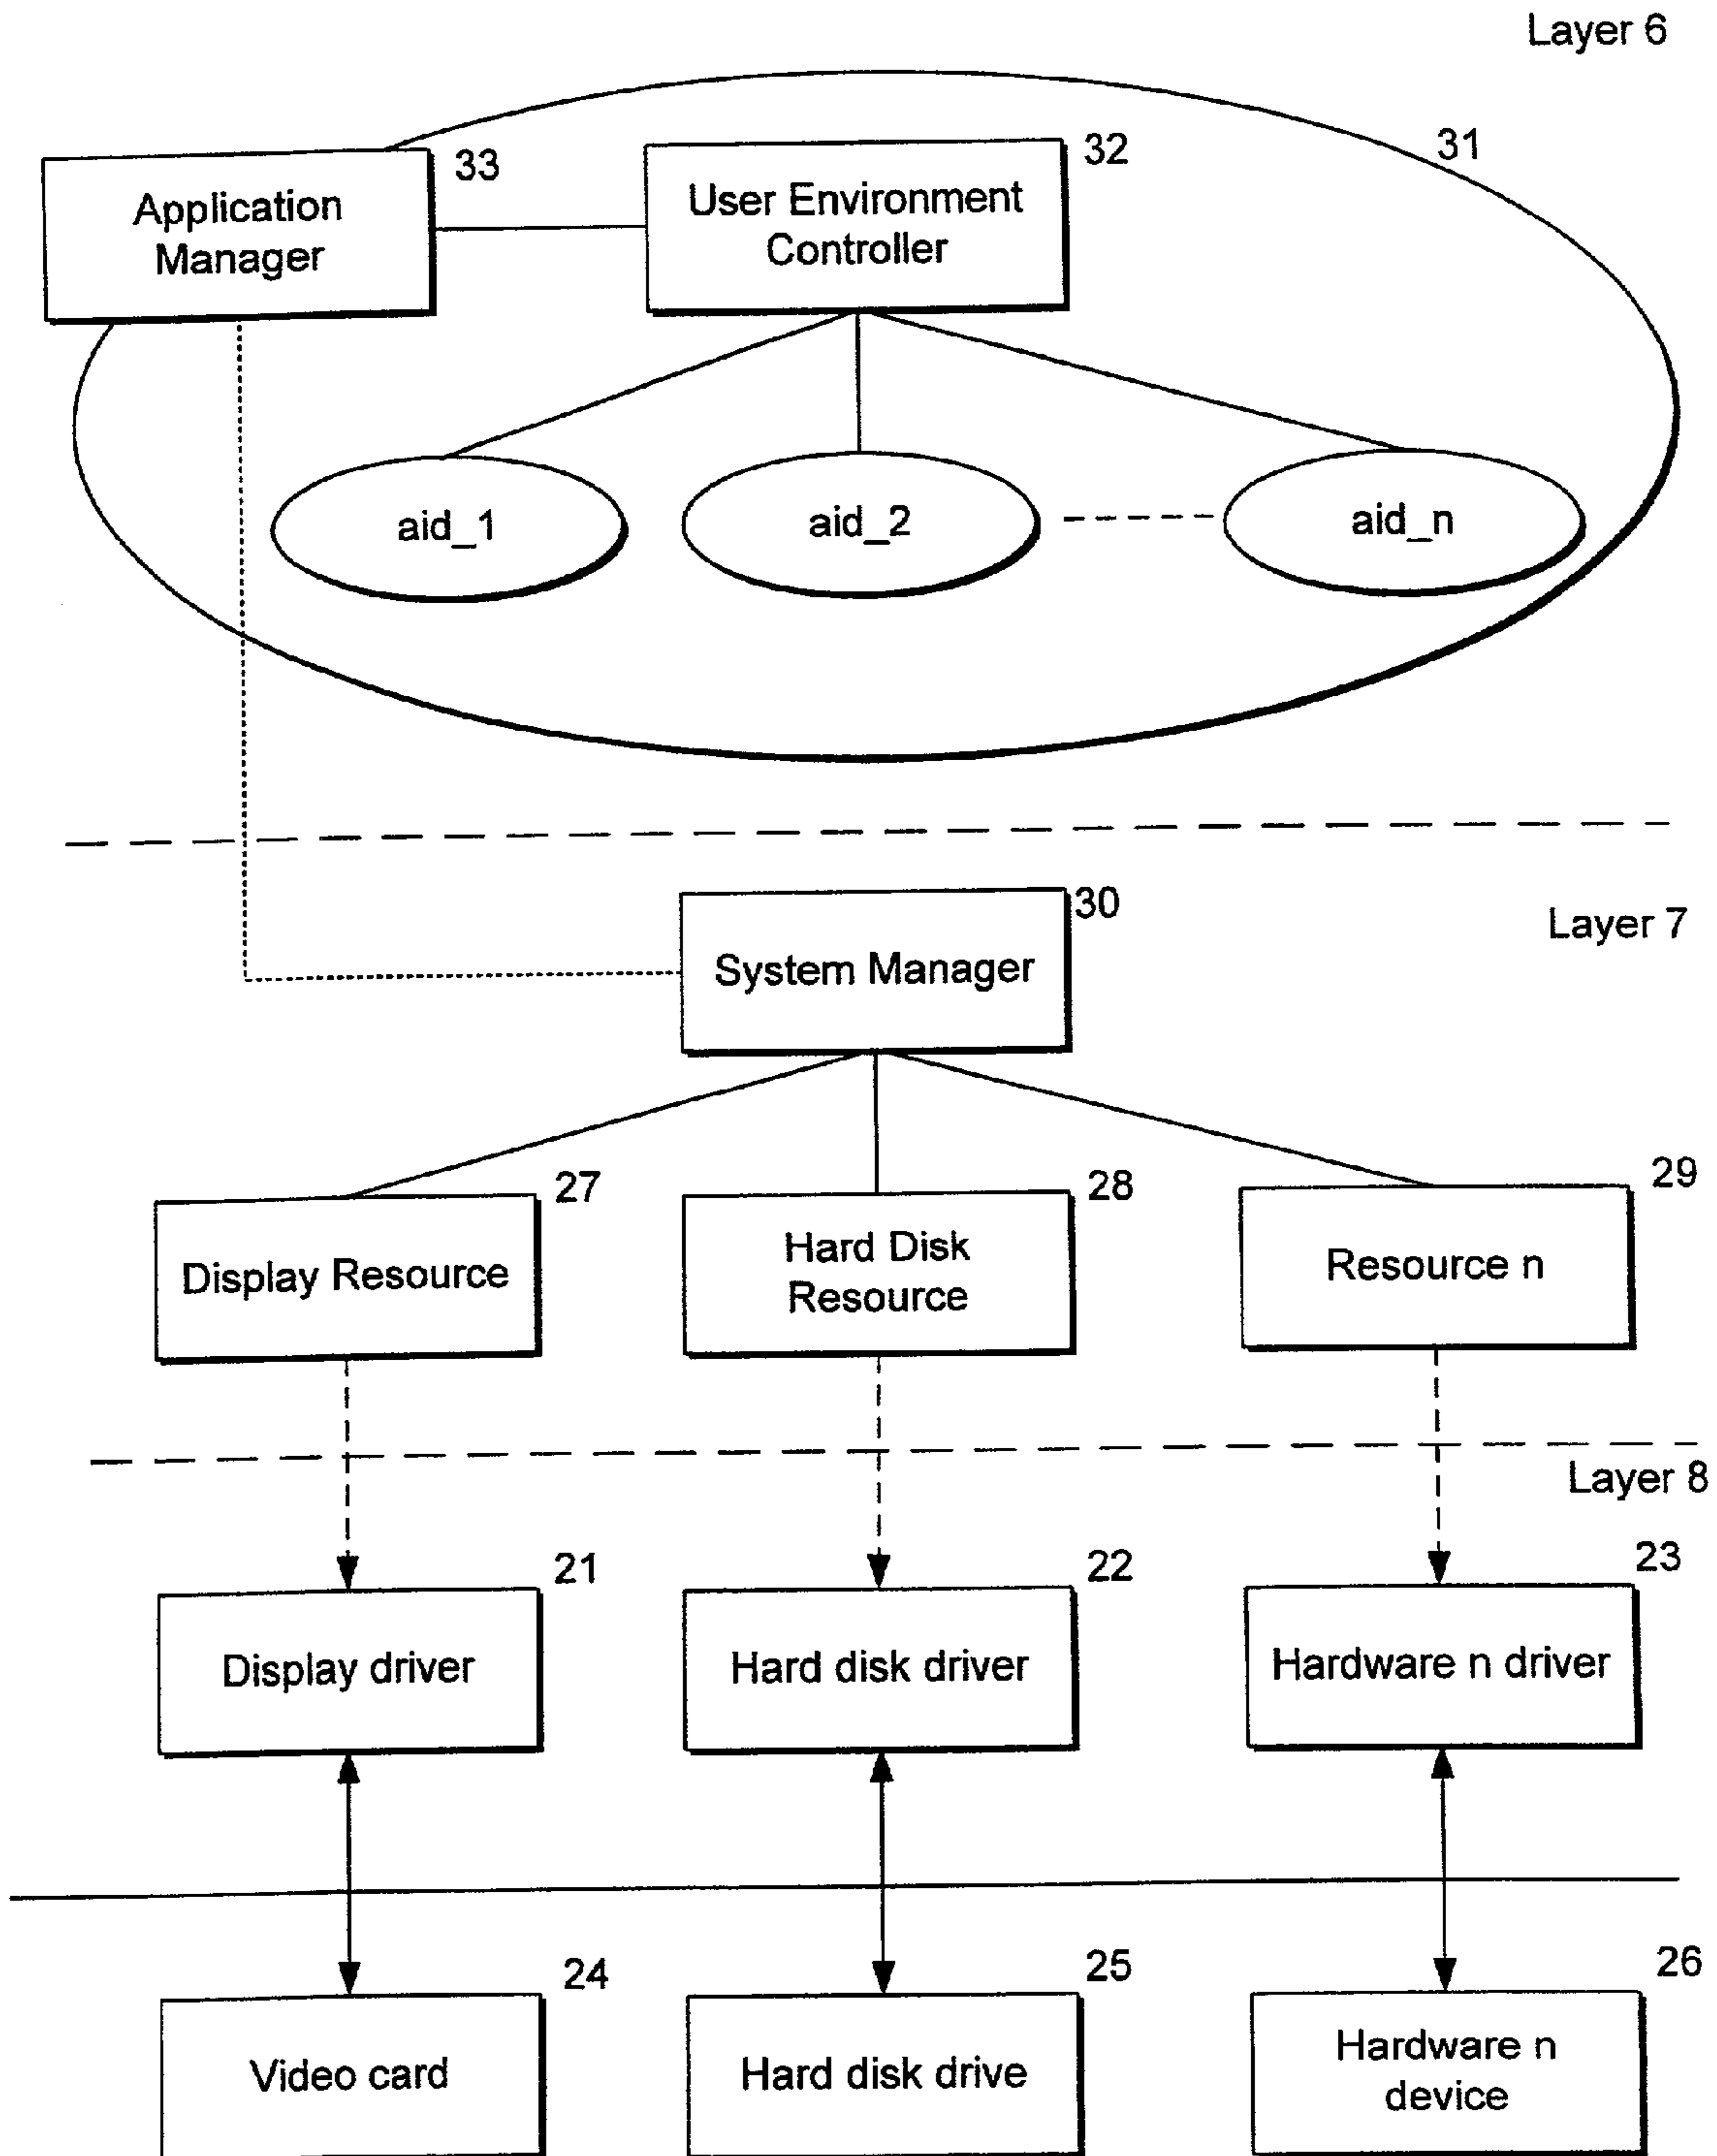 Layer 6
31
33
32
Application
Manager
User Environment
Controller
aid_1
aid_2
aid_n
30
Layer 7
System Manager
27
28
29
Display Resource
Hard Disk
Resource
Resource n
Layer 8
21
22
23
Display driver
Hard disk driver
Hardware n driver
24
25
26
Video card
Hard disk drive
Hardware n
device